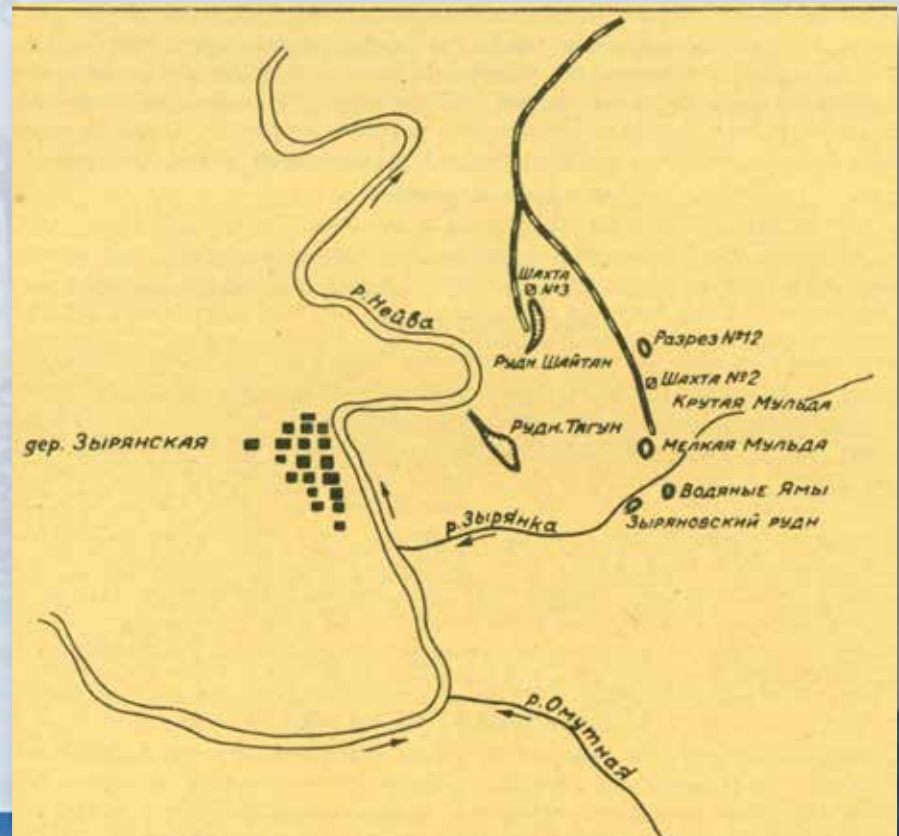 ШАХТА
№3
р. Нейва
Разрез №12
Рудн. Шайтан
Шахта №2
Крутая Мульда
Рудн. Тягун
дер. Зырянская
Мелкая Мульда
Водяные Ямы
р. Зырянка
Зыряновский рудн
р. Омутная